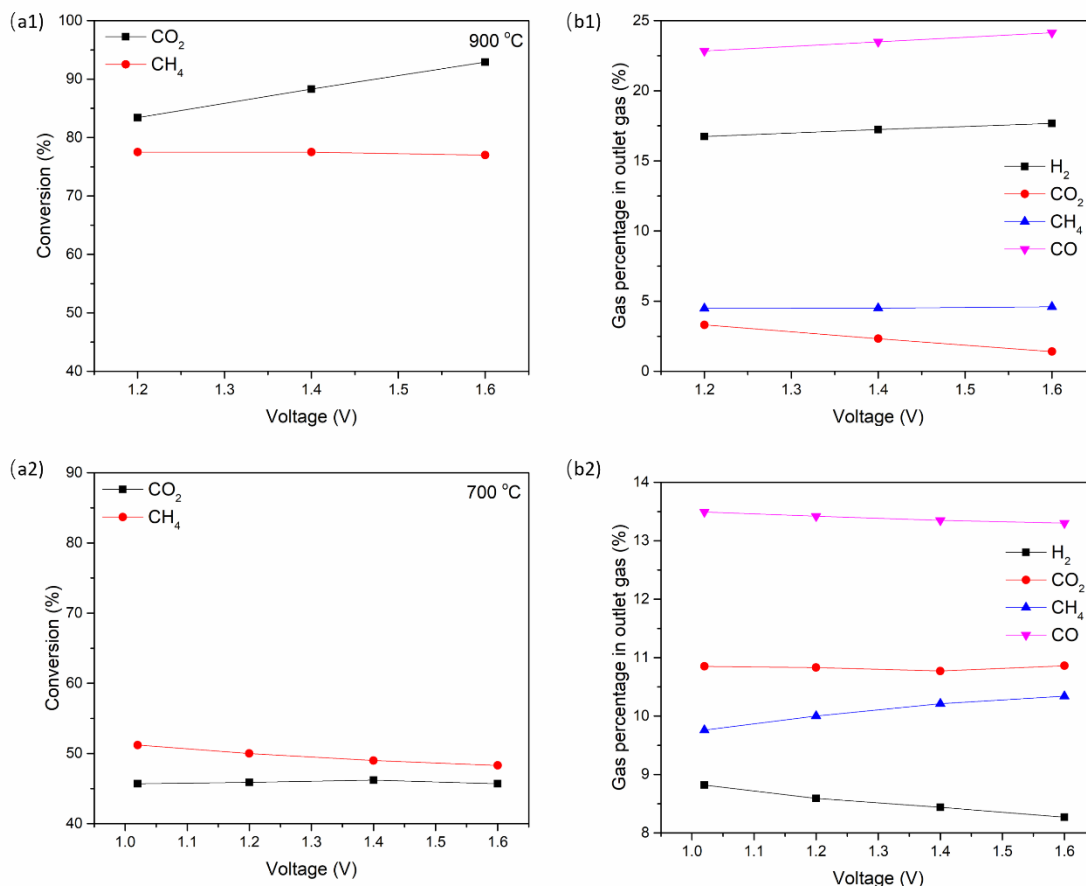 (a1)
CO2
CH4
900 °C
100
90
80
70
60
50
40
Conversion (%)
1.2
1.3
1.4
1.5
1.6
Voltage (V)
(b1)
25
20
15
10
5
0
Gas percentage in outlet gas (%)
H2
CO2
CH4
CO
1.2
1.3
1.4
1.5
1.6
Voltage (V)
(a2)
CO2
CH4
700 °C
90
80
70
60
50
40
Conversion (%)
1.0
1.1
1.2
1.3
1.4
1.5
1.6
Voltage (V)
(b2)
14
13
12
11
10
9
8
Gas percentage in outlet gas (%)
H2
CO2
CH4
CO
1.0
1.1
1.2
1.3
1.4
1.5
1.6
Voltage (V)